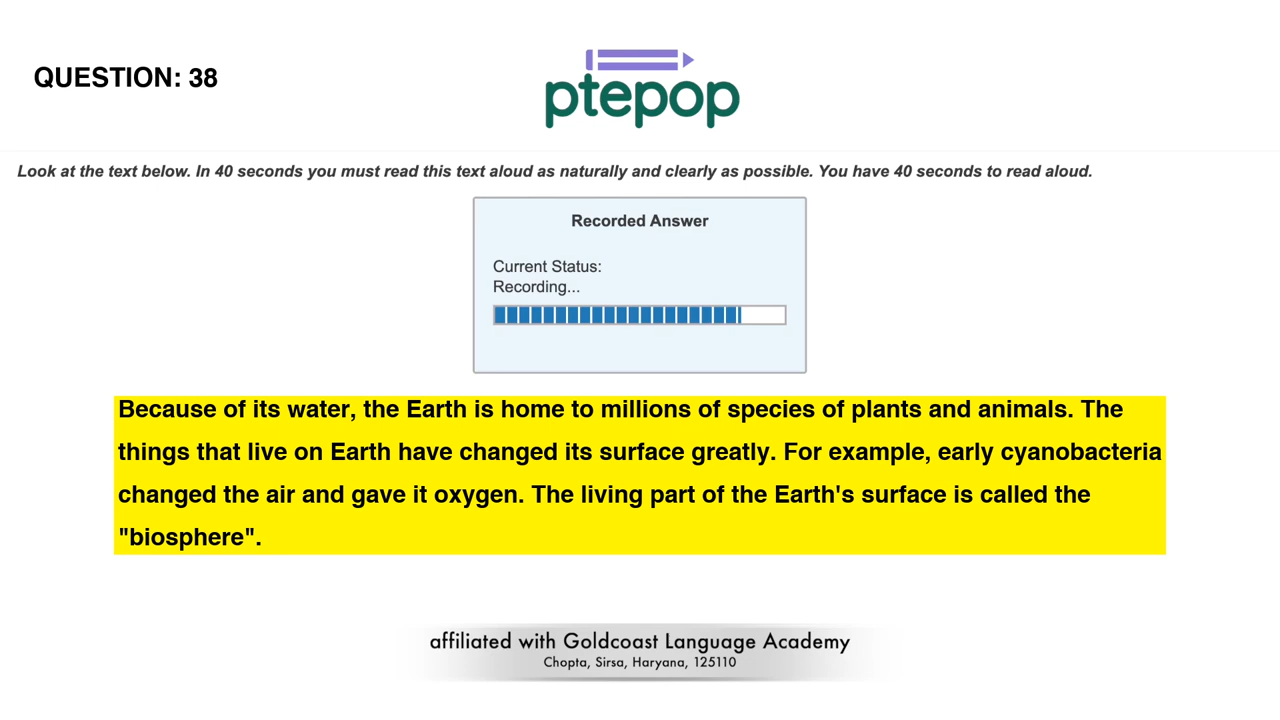 QUESTION: 38
ptepop
Look at the text below. In 40 seconds you must read this text aloud as naturally and clearly as possible. You have 40 seconds to read aloud.
Recorded Answer
Current Status:
Recording...
Because of its water, the Earth is home to millions of species of plants and animals. The
things that live on Earth have changed its surface greatly. For example, early cyanobacteria
changed the air and gave it oxygen. The living part of the Earth's surface is called the
"biosphere".
affiliated with Goldcoast Language Academy
Chopta, Sirsa, Haryana, 125110